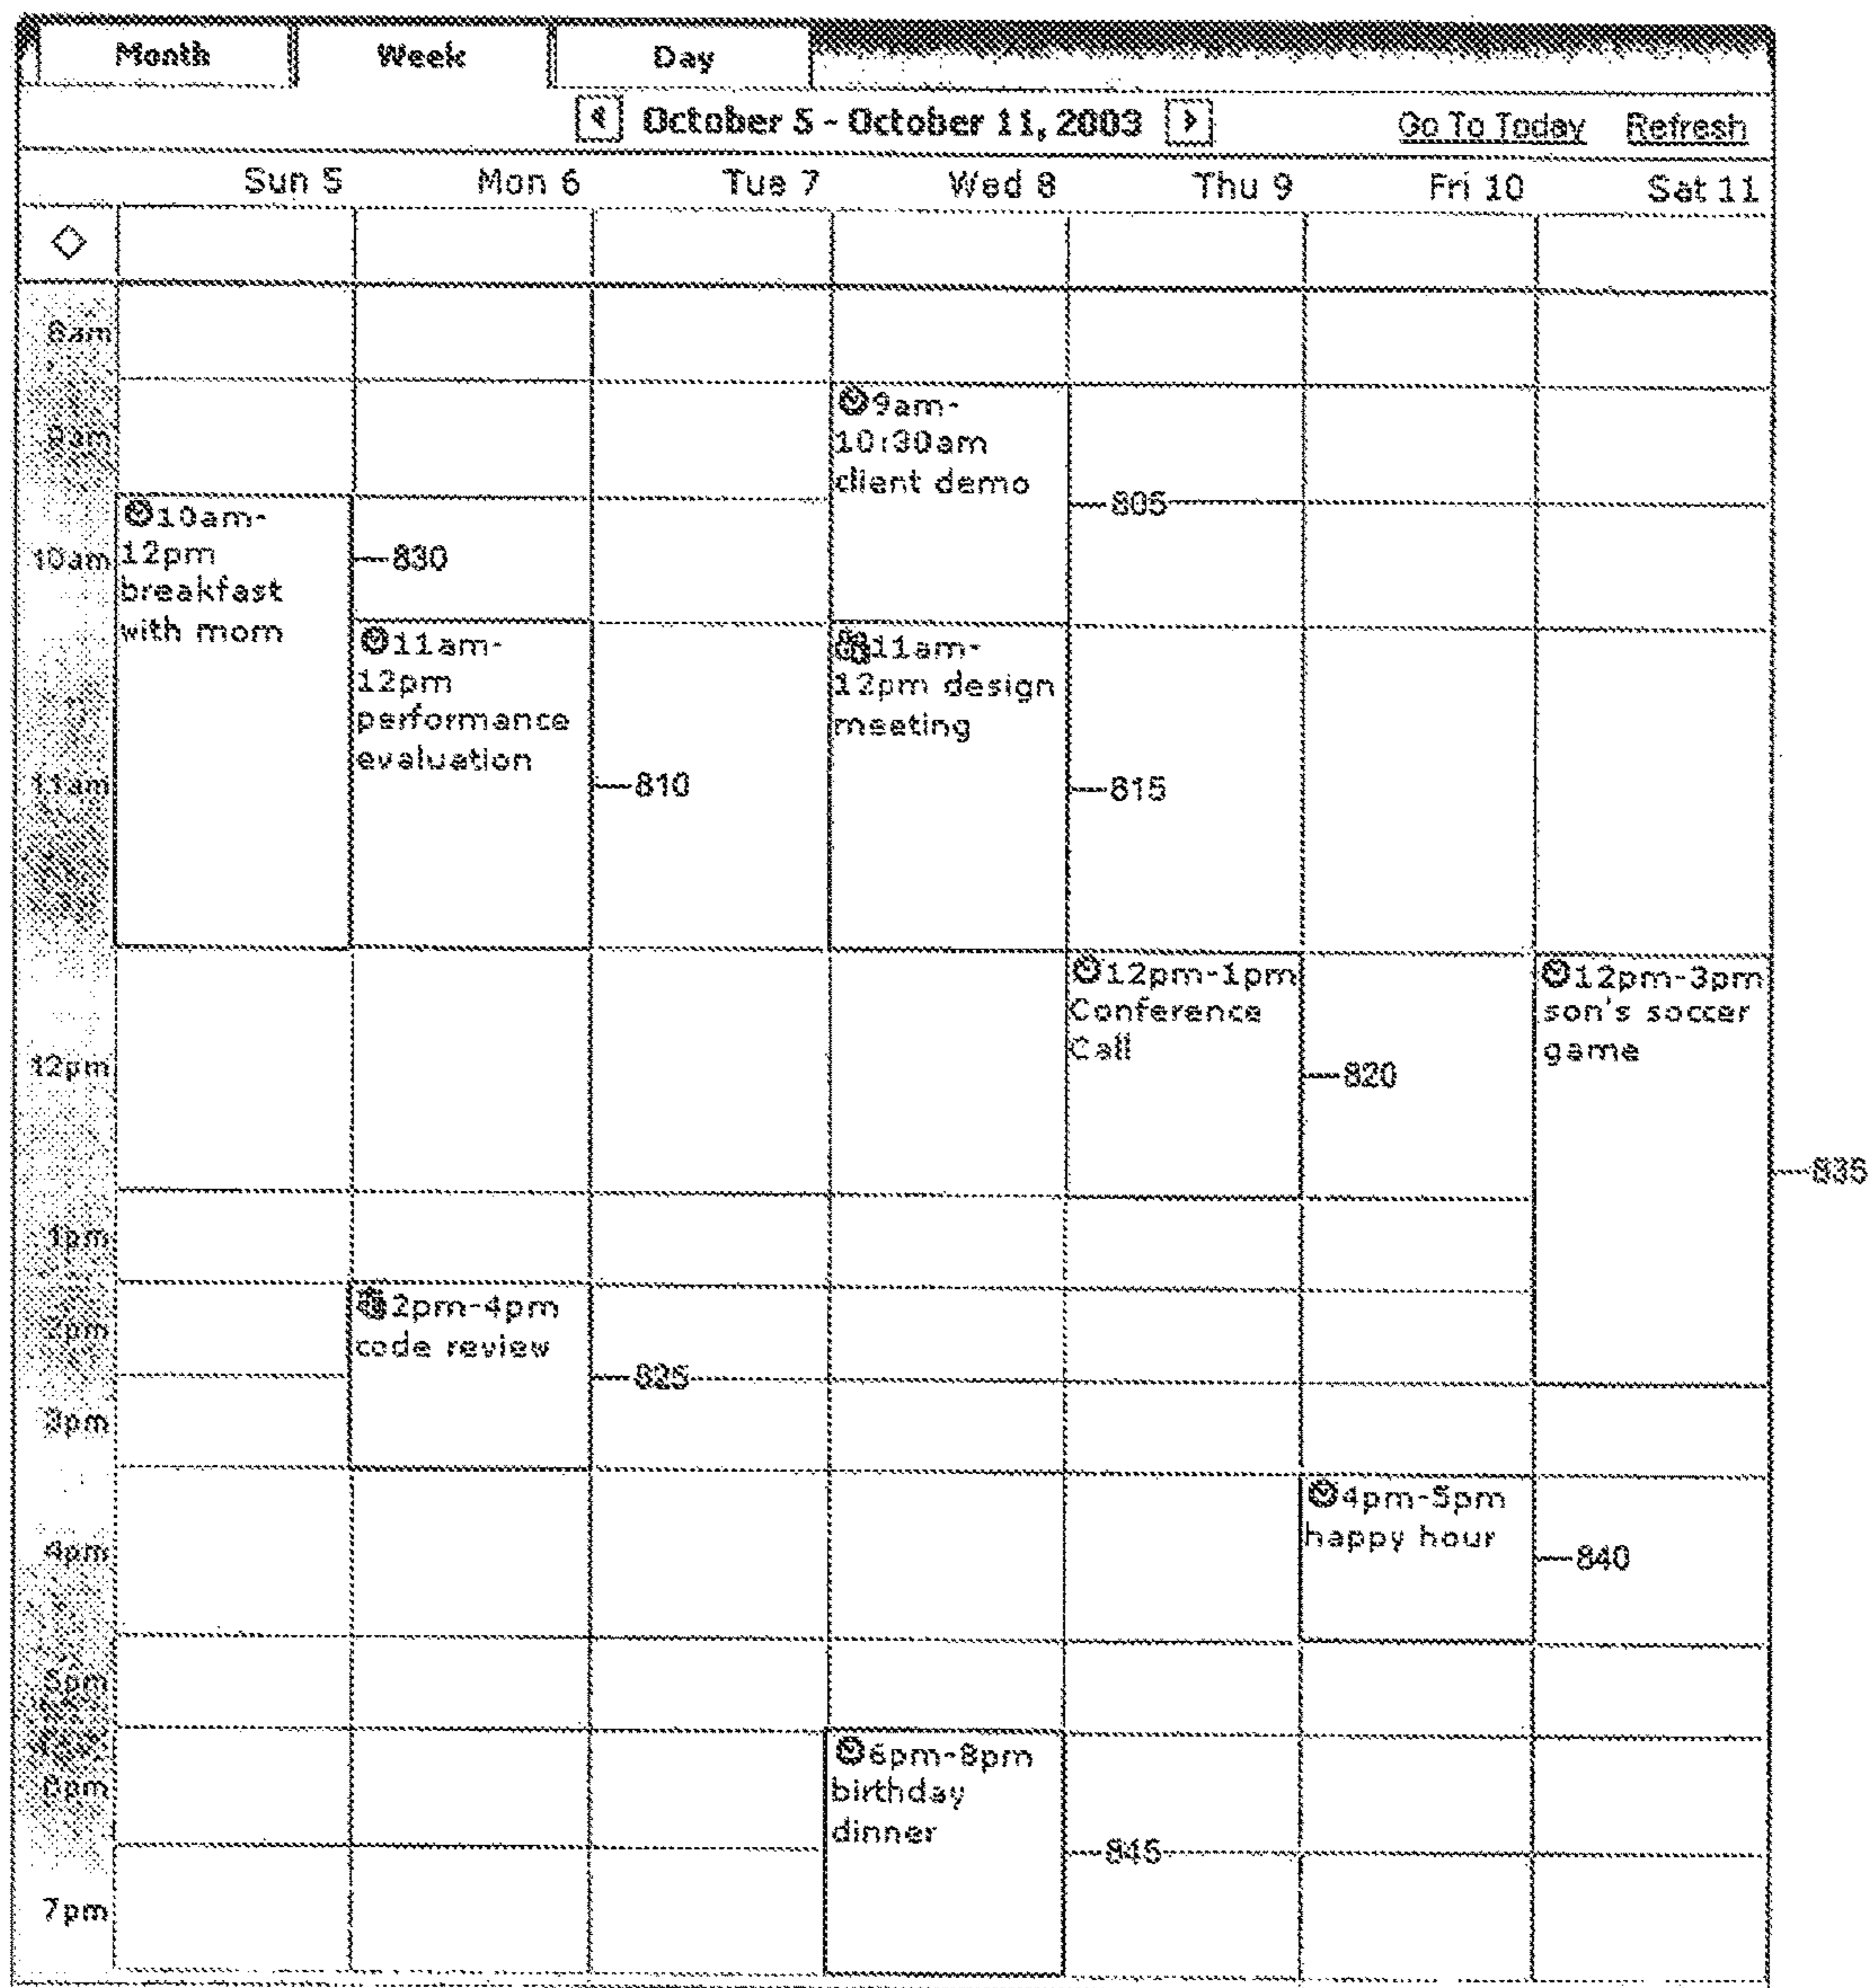 Month Week Day
October 5 - October 11, 2003 Go To Today Refresh
Sun 5 Mon 6 Tue 7 Wed 8 Thu 9 Fri 10 Sat 11
8am
9am
9am-
10:30am
client demo
805
10am
10am-
12pm
breakfast
with mom
830
11am
11am-
12pm
performance
evaluation
810
11am-
12pm design
meeting
815
12pm
12pm-1pm
Conference
Call
820
12pm-3pm
son's soccer
game
835
1pm
2pm
2pm-4pm
code review
825
3pm
4pm
4pm-5pm
happy hour
840
5pm
6pm
6pm-8pm
birthday
dinner
845
7pm